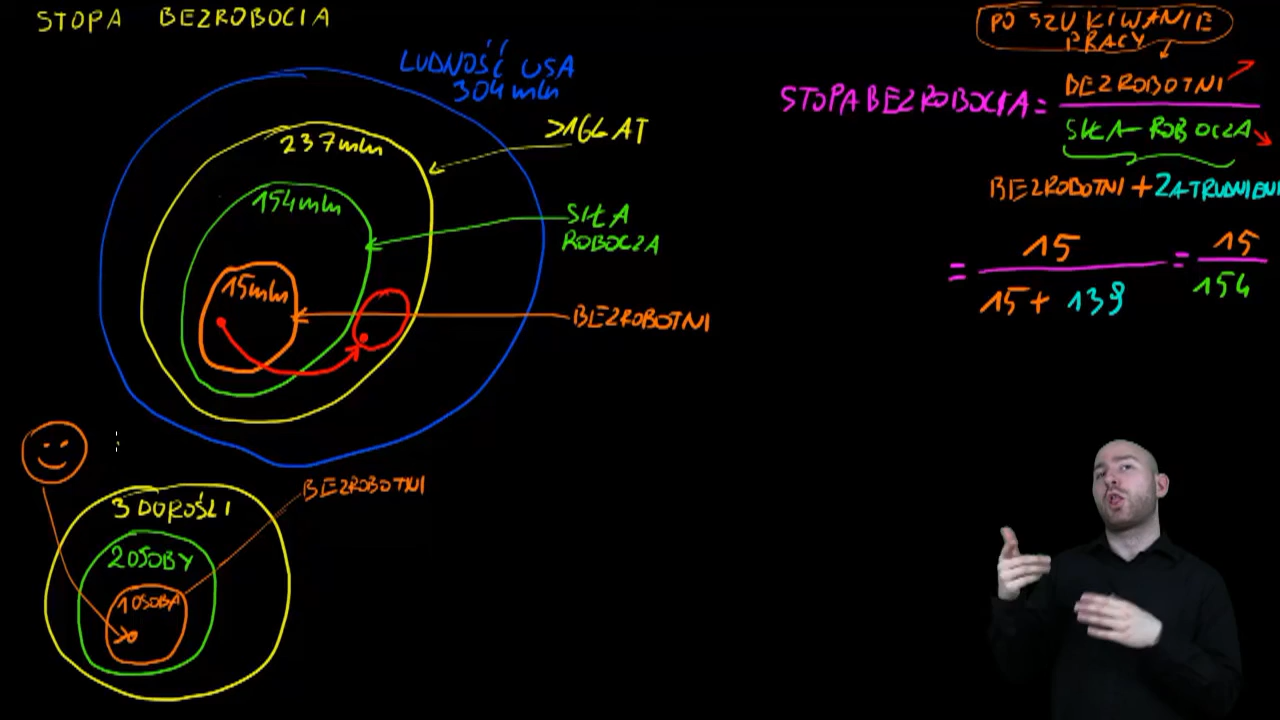 STOPA BEZROBOCIA
LUDNOŚĆ USA
304 mln
237 mln
>16 LAT
154 mln
SIŁA
ROBOCZA
15 mln
BEZROBOTNI
3 DOROŚLI
2 OSOBY
1 OSOBA
BEZROBOTNI
POSZUKIWANIE
PRACY
STOPA BEZROBOCIA =
BEZROBOTNI
SIŁA ROBOCZA
BEZROBOTNI + ZATRUDNIENI
= 15 = 15
15 + 139 154